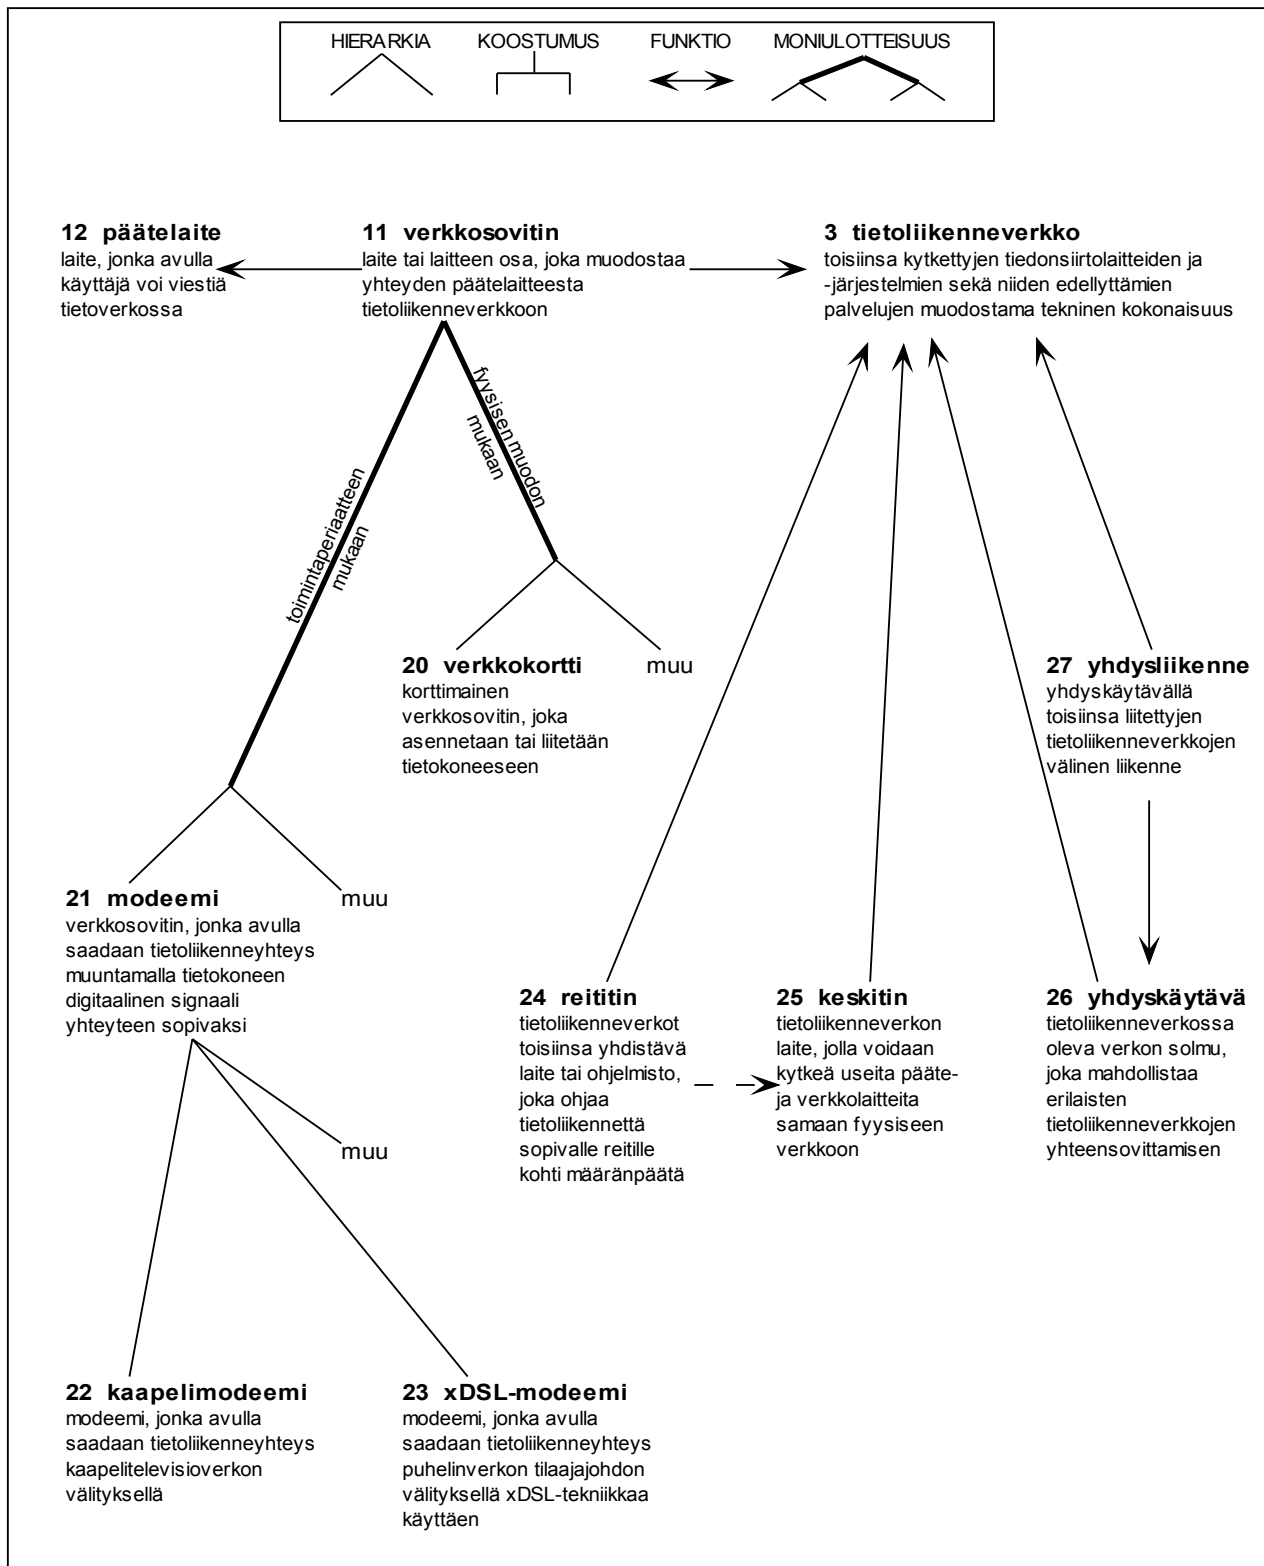 HIERARKIA
KOOSTUMUS
FUNKTIO
MONIULOTTEISUUS
12 päätelaite
laite, jonka avulla
käyttäjä voi viestiä
tietoverkossa
11 verkkosovitin
laite tai laitteen osa, joka muodostaa
yhteyden päätelaitteesta
tietoliikenneverkkoon
3 tietoliikenneverkko
toisiinsa kytkettyjen tiedonsiirtolaitteiden ja
-järjestelmien sekä niiden edellyttämien
palvelujen muodostama tekninen kokonaisuus
toimintaperiaatteen
mukaan
fyysisen muodon
mukaan
20 verkkokortti
korttimainen
verkkosovitin, joka
asennetaan tai liitetään
tietokoneeseen
muu
27 yhdysliikenne
yhdyskäytävällä
toisiinsa liitettyjen
tietoliikenneverkkojen
välinen liikenne
21 modeemi
verkkosovitin, jonka avulla
saadaan tietoliikenneyhteys
muuntamalla tietokoneen
digitaalinen signaali
yhteyteen sopivaksi
muu
24 reititin
tietoliikenneverkot
toisiinsa yhdistävä
laite tai ohjelmisto,
joka ohjaa
tietoliikennettä
sopivalle reitille
kohti määränpäätä
25 keskitin
tietoliikenneverkon
laite, jolla voidaan
kytkeä useita pääte-
ja verkkolaitteita
samaan fyysiseen
verkkoon
26 yhdyskäytävä
tietoliikenneverkossa
oleva verkon solmu,
joka mahdollistaa
erilaisten
tietoliikenneverkkojen
yhteensovittamisen
muu
22 kaapelimodeemi
modeemi, jonka avulla
saadaan tietoliikenneyhteys
kaapelitelevisioverkon
välityksellä
23 xDSL-modeemi
modeemi, jonka avulla
saadaan tietoliikenneyhteys
puhelinverkon tilaajajohdon
välityksellä xDSL-tekniikkaa
käyttäen